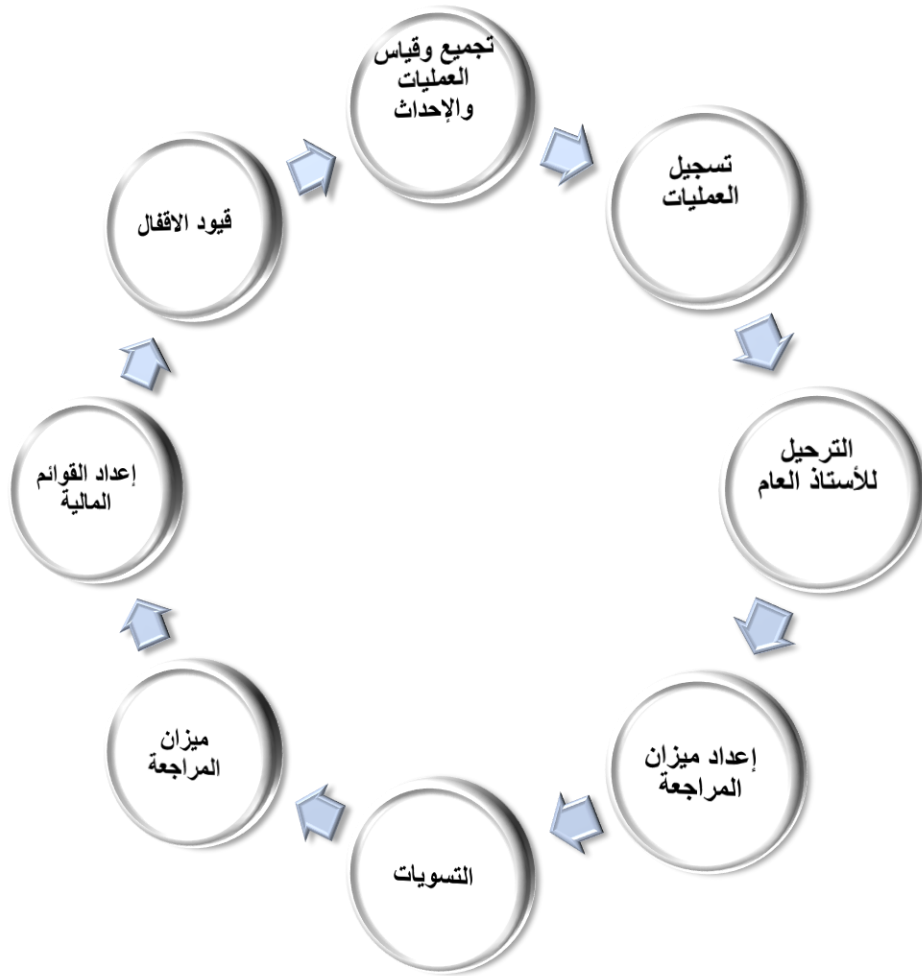 تجميع وقياس
العمليات
والإحداث
تسجيل
العمليات
الترحيل
للأستاذ العام
إعداد ميزان
المراجعة
التسويات
ميزان
المراجعة
إعداد القوائم
المالية
قيود الاقفال